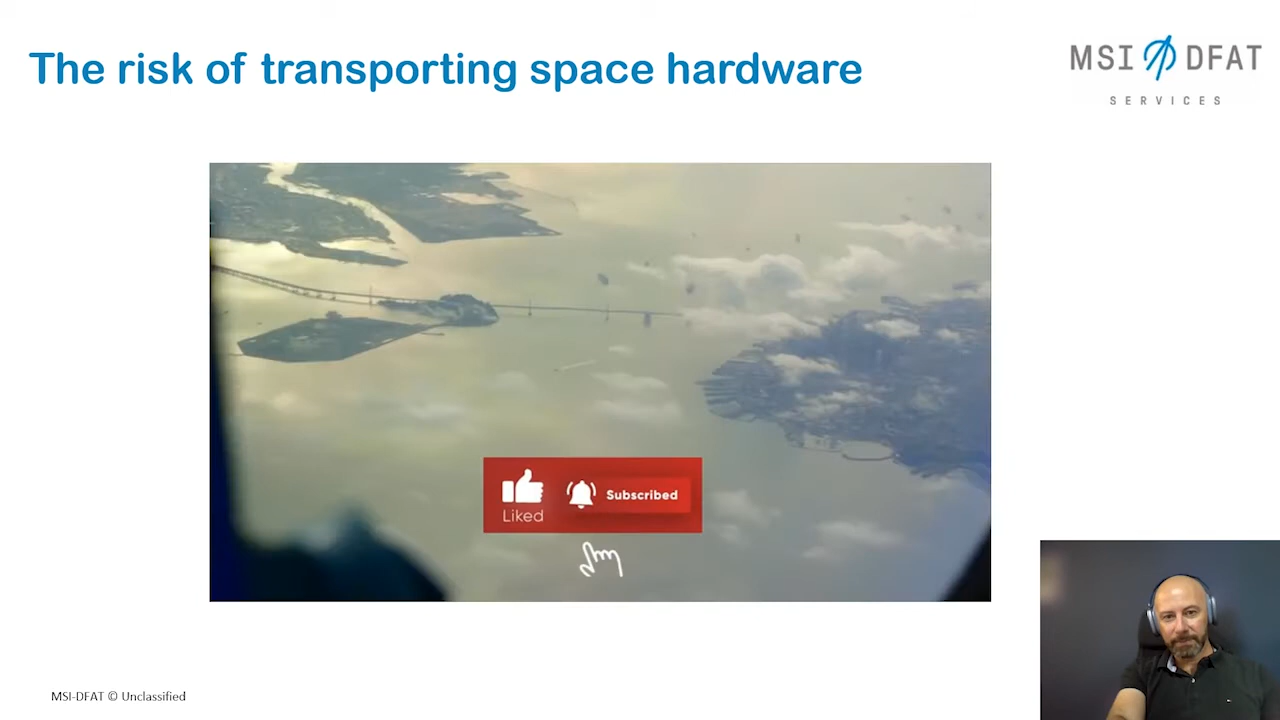 The risk of transporting space hardware
MSI DFAT
SERVICES
Liked
Subscribed
MSI-DFAT © Unclassified